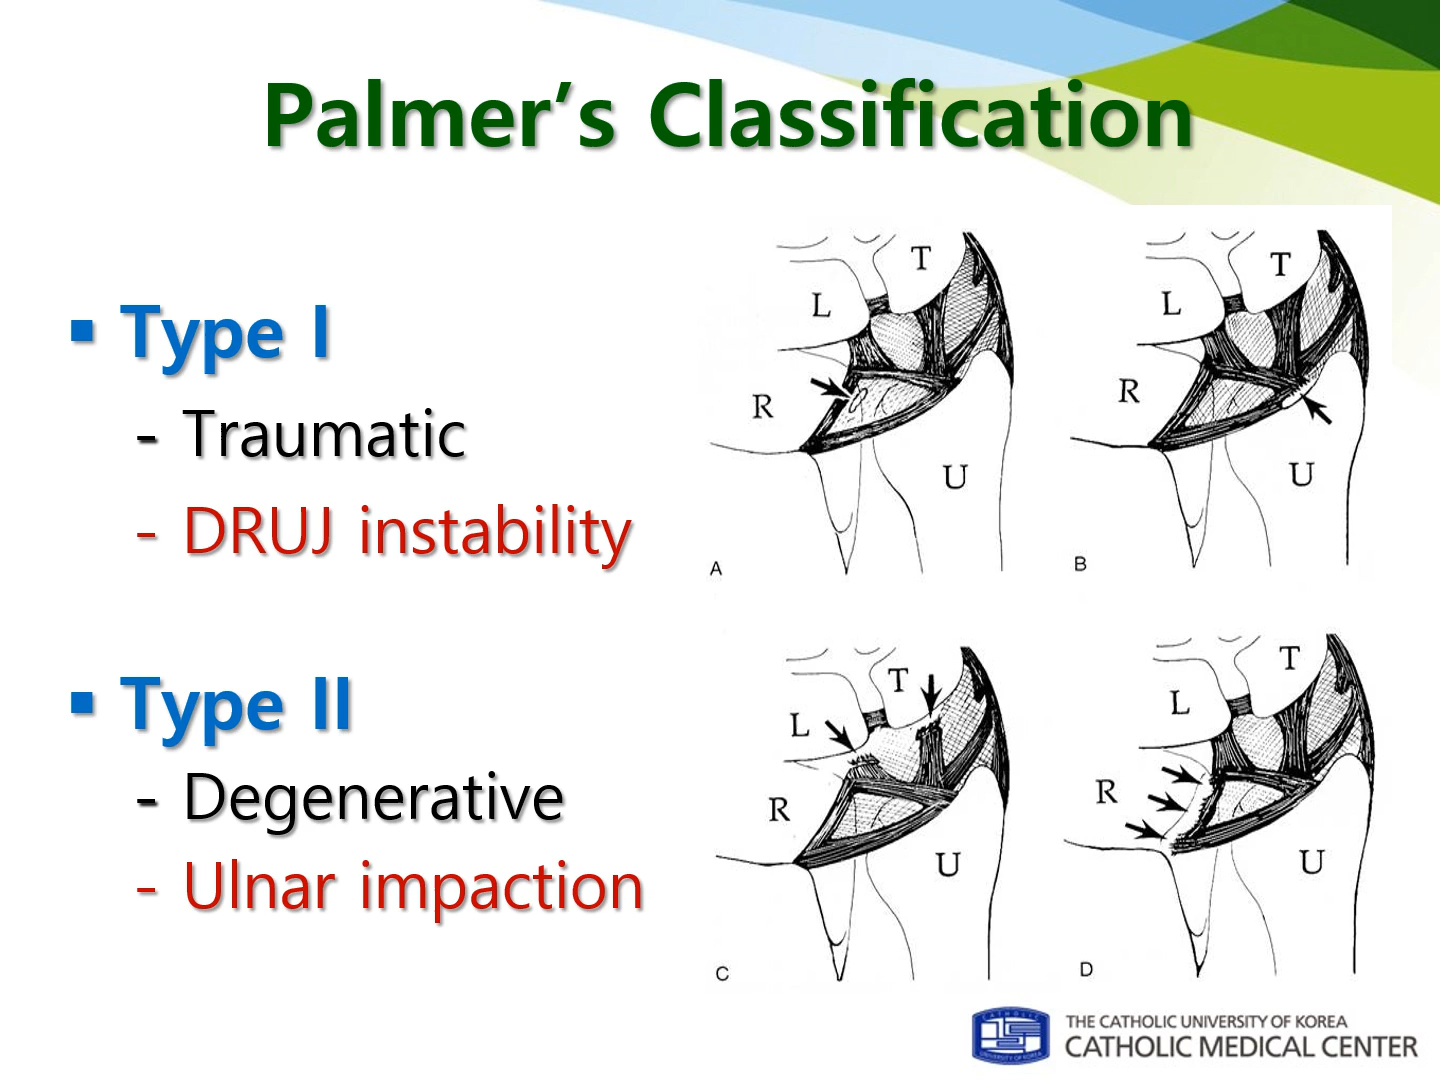 Palmer’s Classification
▪ Type I
- Traumatic
- DRUJ instability
▪ Type II
- Degenerative
- Ulnar impaction
T
L
R
U
A
T
L
R
U
B
T
L
R
U
C
T
L
R
U
D
THE CATHOLIC UNIVERSITY OF KOREA
CATHOLIC MEDICAL CENTER